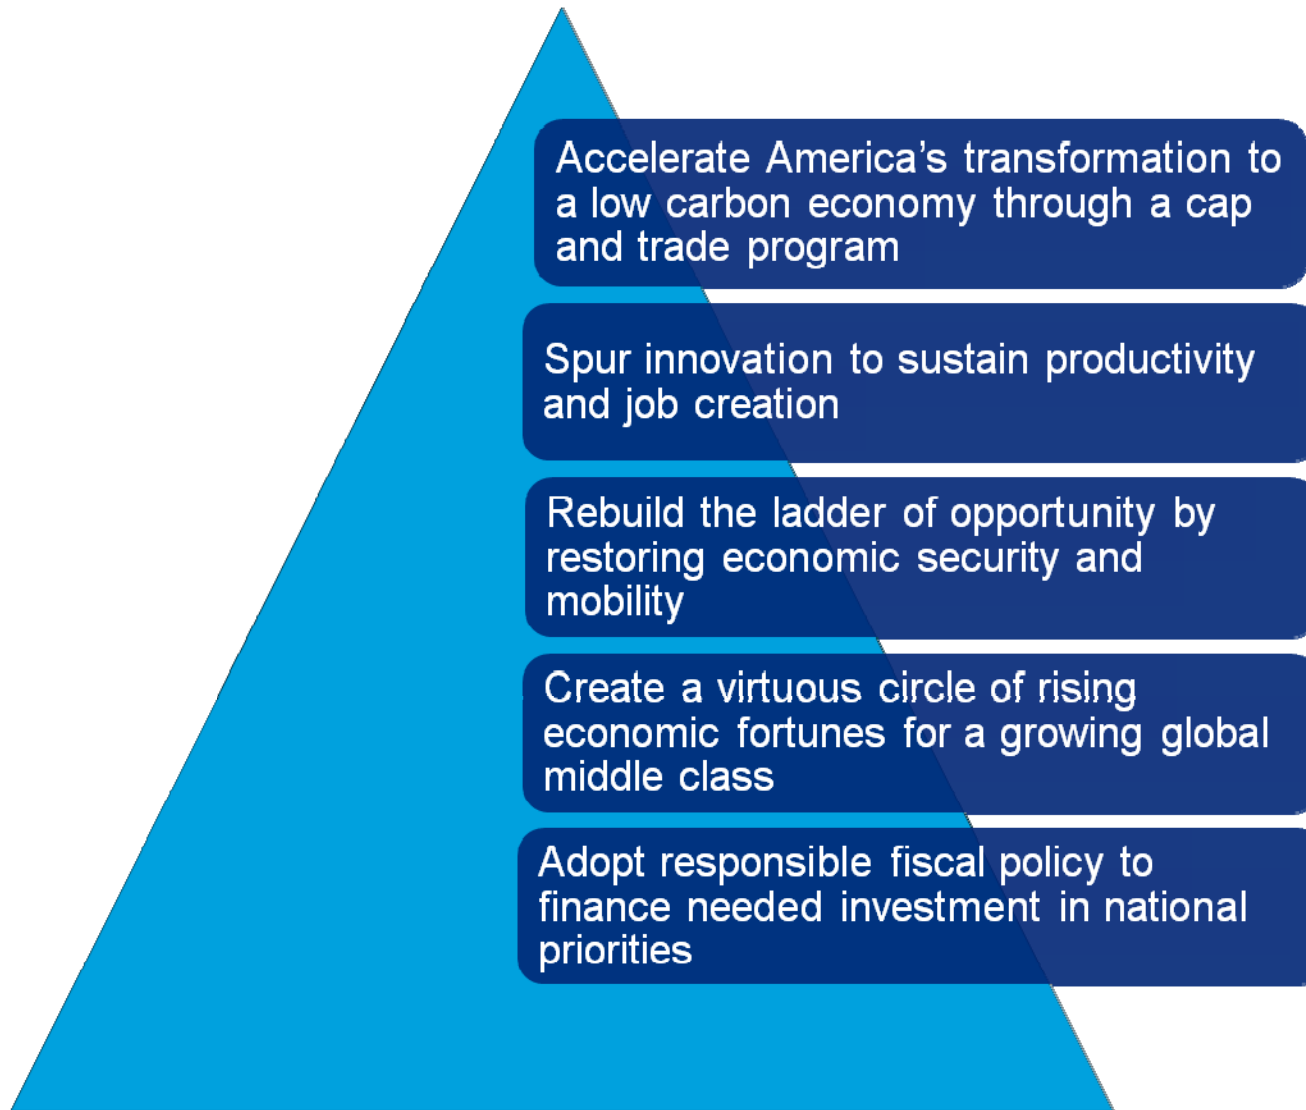 Accelerate America's transformation to
a low carbon economy through a cap
and trade program
Spur innovation to sustain productivity
and job creation
Rebuild the ladder of opportunity by
restoring economic security and
mobility
Create a virtuous circle of rising
economic fortunes for a growing global
middle class
Adopt responsible fiscal policy to
finance needed investment in national
priorities